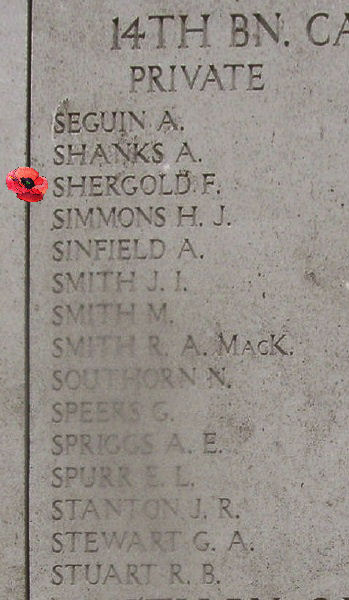 14TH BN. CA
PRIVATE
SEGUIN A.
SHANKS A.
SHERGOLD F.
SIMMONS H. J.
SINFIELD A.
SMITH J. I.
SMITH M.
SMITH R. A. MacK.
SOUTHORN N.
SPEERS G.
SPRIGGS A. E.
SPURR E. L.
STANTON J. R.
STEWART G. A.
STUART R. B.